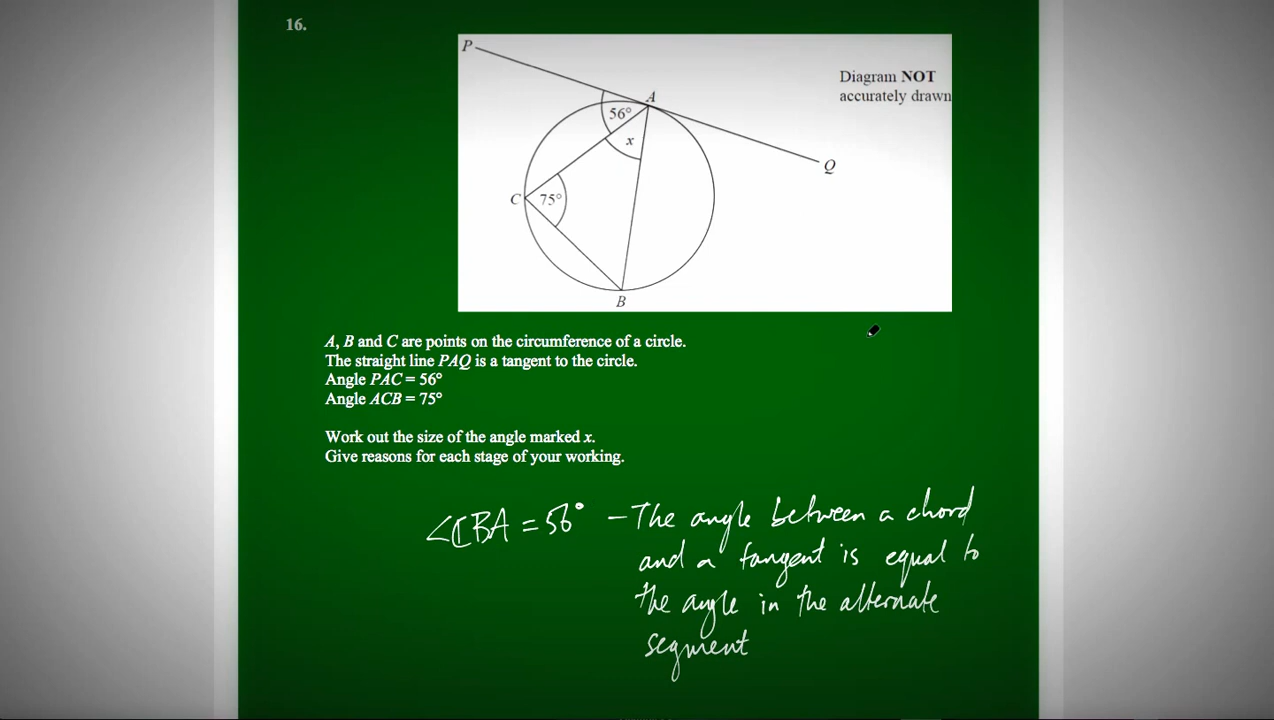 16.
P
A
Diagram NOT
accurately drawn
56°
x
Q
C
75°
B
A, B and C are points on the circumference of a circle.
The straight line PAQ is a tangent to the circle.
Angle PAC = 56°
Angle ACB = 75°
Work out the size of the angle marked x.
Give reasons for each stage of your working.
∠CBA = 56° – The angle between a chord
and a tangent is equal to
the angle in the alternate
segment